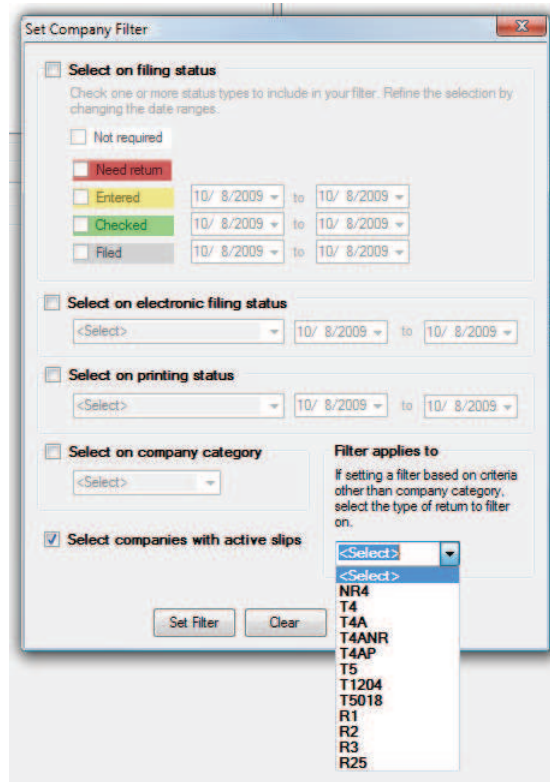 Set Company Filter
Select on filing status
Check one or more status types to include in your filter. Refine the selection by
changing the date ranges.
Not required
Need return
Entered 10/ 8/2009 to 10/ 8/2009
Checked 10/ 8/2009 to 10/ 8/2009
Filed 10/ 8/2009 to 10/ 8/2009
Select on electronic filing status
<Select> 10/ 8/2009 to 10/ 8/2009
Select on printing status
<Select> 10/ 8/2009 to 10/ 8/2009
Select on company category
<Select>
Select companies with active slips
Filter applies to
If setting a filter based on criteria
other than company category,
select the type of return to filter
on.
<Select>
<Select>
NR4
T4
T4A
T4ANR
T4AP
T5
T1204
T5018
R1
R2
R3
R25
Set Filter Clear